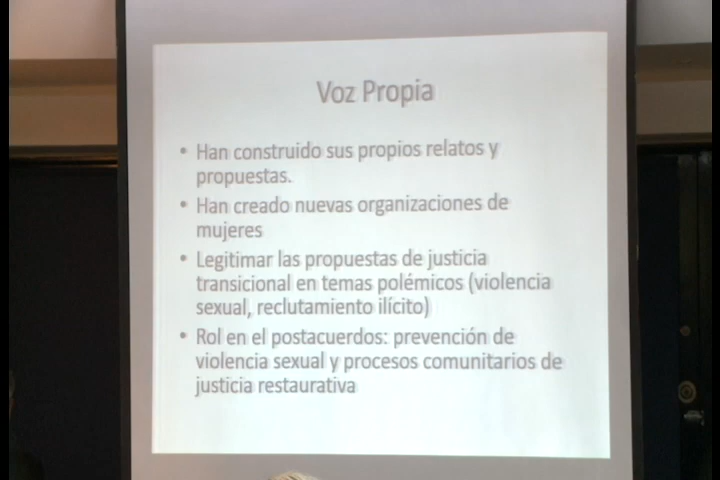 Voz Propia
• Han construido sus propios relatos y
propuestas.
• Han creado nuevas organizaciones de
mujeres
• Legitimar las propuestas de justicia
transicional en temas polémicos (violencia
sexual, reclutamiento ilícito)
• Rol en el postacuerdos: prevención de
violencia sexual y procesos comunitarios de
justicia restaurativa